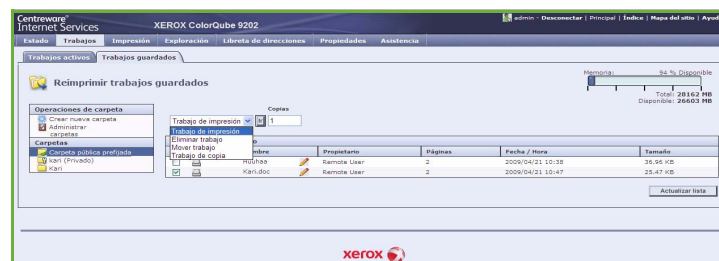 Centreware®
Internet Services
XEROX ColorQube 9202
admin - Desconectar | Principal | Índice | Mapa del sitio | Ayud
Estado Trabajos Impresión Exploración Libreta de direcciones Propiedades Asistencia
Trabajos activos Trabajos guardados
Reimprimir trabajos guardados
Memoria: 94 % Disponible
Total: 28162 MB
Disponible: 26603 MB
Operaciones de carpeta
Crear nueva carpeta
Administrar
carpetas
Carpetas
Carpeta pública prefijada
kari (Privado)
Kari
Copias
Trabajo de impresión 1
Trabajo de impresión
Eliminar trabajo
Mover trabajo
Trabajo de copia
Propietario Páginas Fecha / Hora Tamaño
Huuhaa Remote User 2 2009/04/21 10:38 36.96 KB
Kari.doc Remote User 2 2009/04/21 10:47 25.47 KB
Actualizar lista
xerox